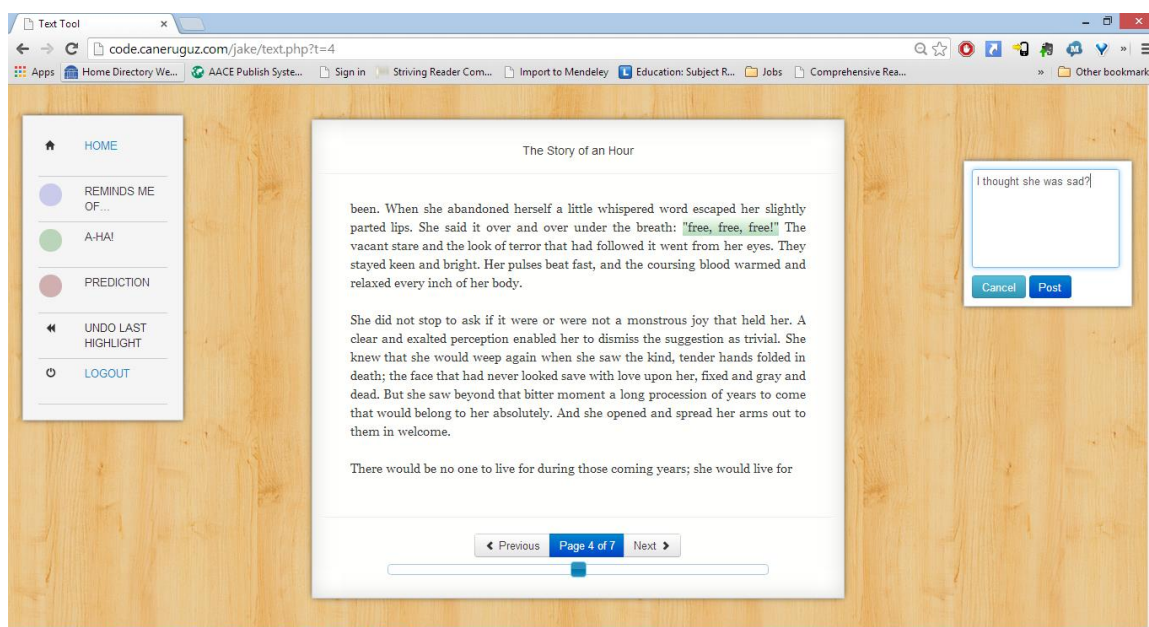 Text Tool
code.caneruguz.com/jake/text.php?t=4
Apps Home Directory We... AACE Publish Syste... Sign in Striving Reader Com... Import to Mendeley Education: Subject R... Jobs Comprehensive Rea... » Other bookmark
HOME
REMINDS ME
OF...
A-HA!
PREDICTION
UNDO LAST
HIGHLIGHT
LOGOUT
The Story of an Hour
been. When she abandoned herself a little whispered word escaped her slightly
parted lips. She said it over and over under the breath: "free, free, free!" The
vacant stare and the look of terror that had followed it went from her eyes. They
stayed keen and bright. Her pulses beat fast, and the coursing blood warmed and
relaxed every inch of her body.
She did not stop to ask if it were or were not a monstrous joy that held her. A
clear and exalted perception enabled her to dismiss the suggestion as trivial. She
knew that she would weep again when she saw the kind, tender hands folded in
death; the face that had never looked save with love upon her, fixed and gray and
dead. But she saw beyond that bitter moment a long procession of years to come
that would belong to her absolutely. And she opened and spread her arms out to
them in welcome.
There would be no one to live for during those coming years; she would live for
Previous Page 4 of 7 Next
I thought she was sad?
Cancel Post